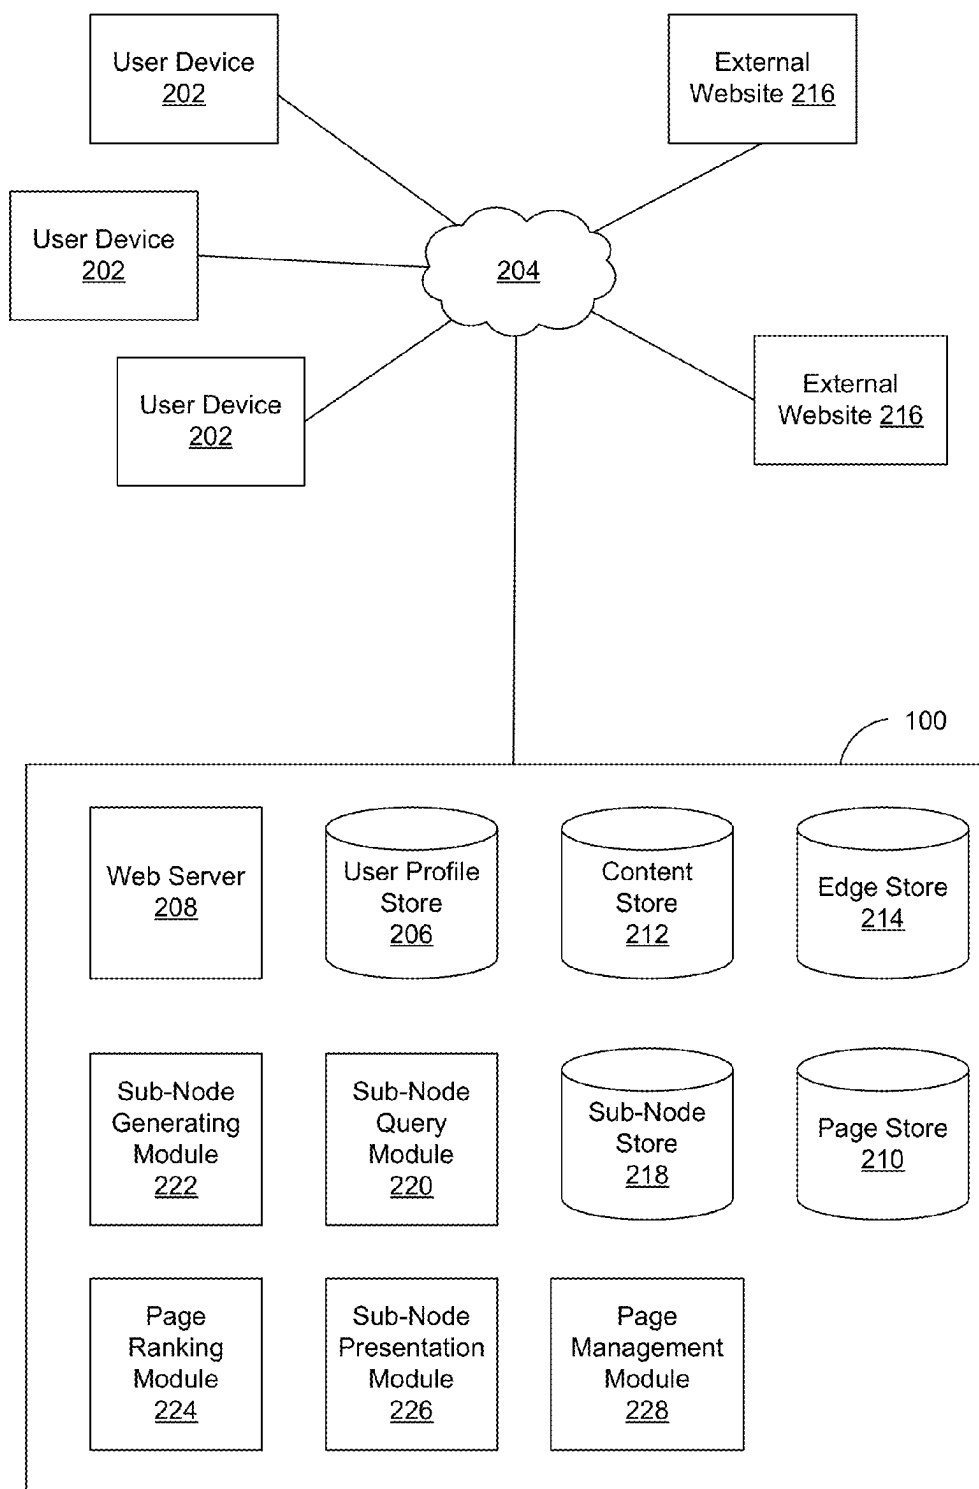 User Device
202
External
Website 216
User Device
202
204
User Device
202
External
Website 216
100
Web Server
208
User Profile
Store
206
Content
Store
212
Edge Store
214
Sub-Node
Generating
Module
222
Sub-Node
Query
Module
220
Sub-Node
Store
218
Page Store
210
Page
Ranking
Module
224
Sub-Node
Presentation
Module
226
Page
Management
Module
228